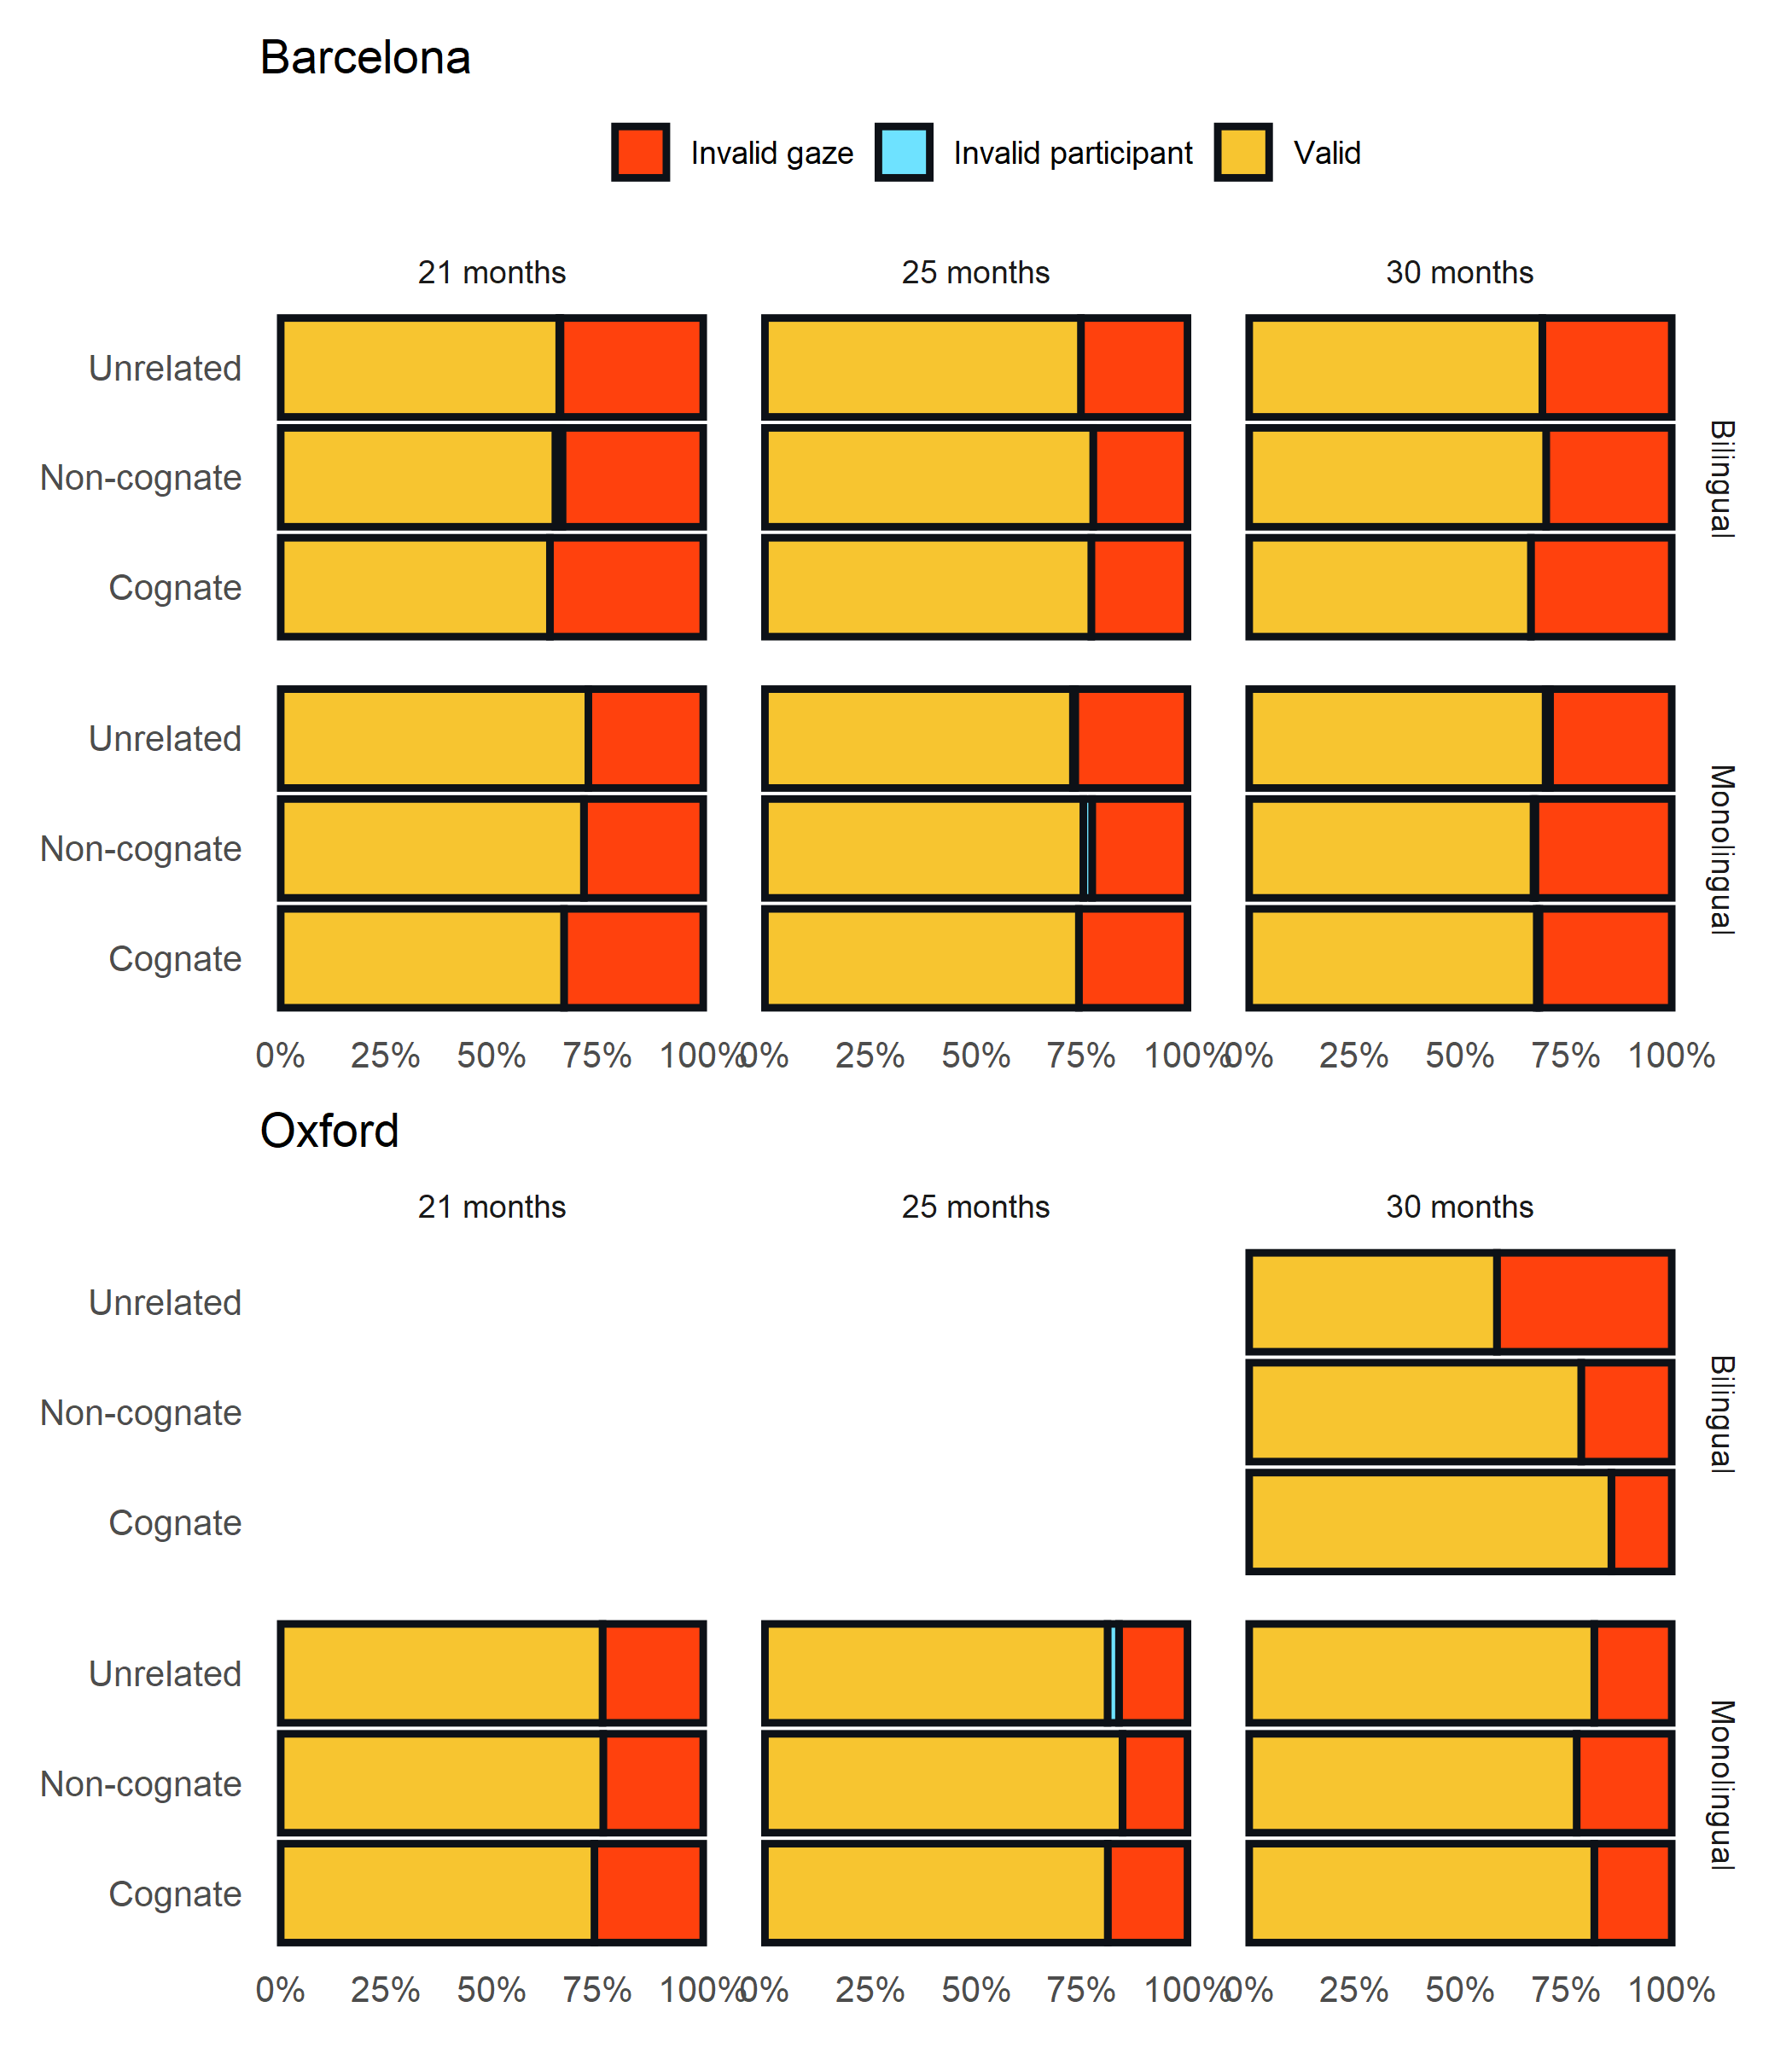 Barcelona
Invalid gaze Invalid participant Valid
21 months 25 months 30 months
Unrelated
Non-cognate
Cognate
Bilingual
Unrelated
Non-cognate
Cognate
Monolingual
0% 25% 50% 75% 100% 0% 25% 50% 75% 100% 0% 25% 50% 75% 100%
Oxford
21 months 25 months 30 months
Unrelated
Non-cognate
Cognate
Bilingual
Unrelated
Non-cognate
Cognate
Monolingual
0% 25% 50% 75% 100% 0% 25% 50% 75% 100% 0% 25% 50% 75% 100%